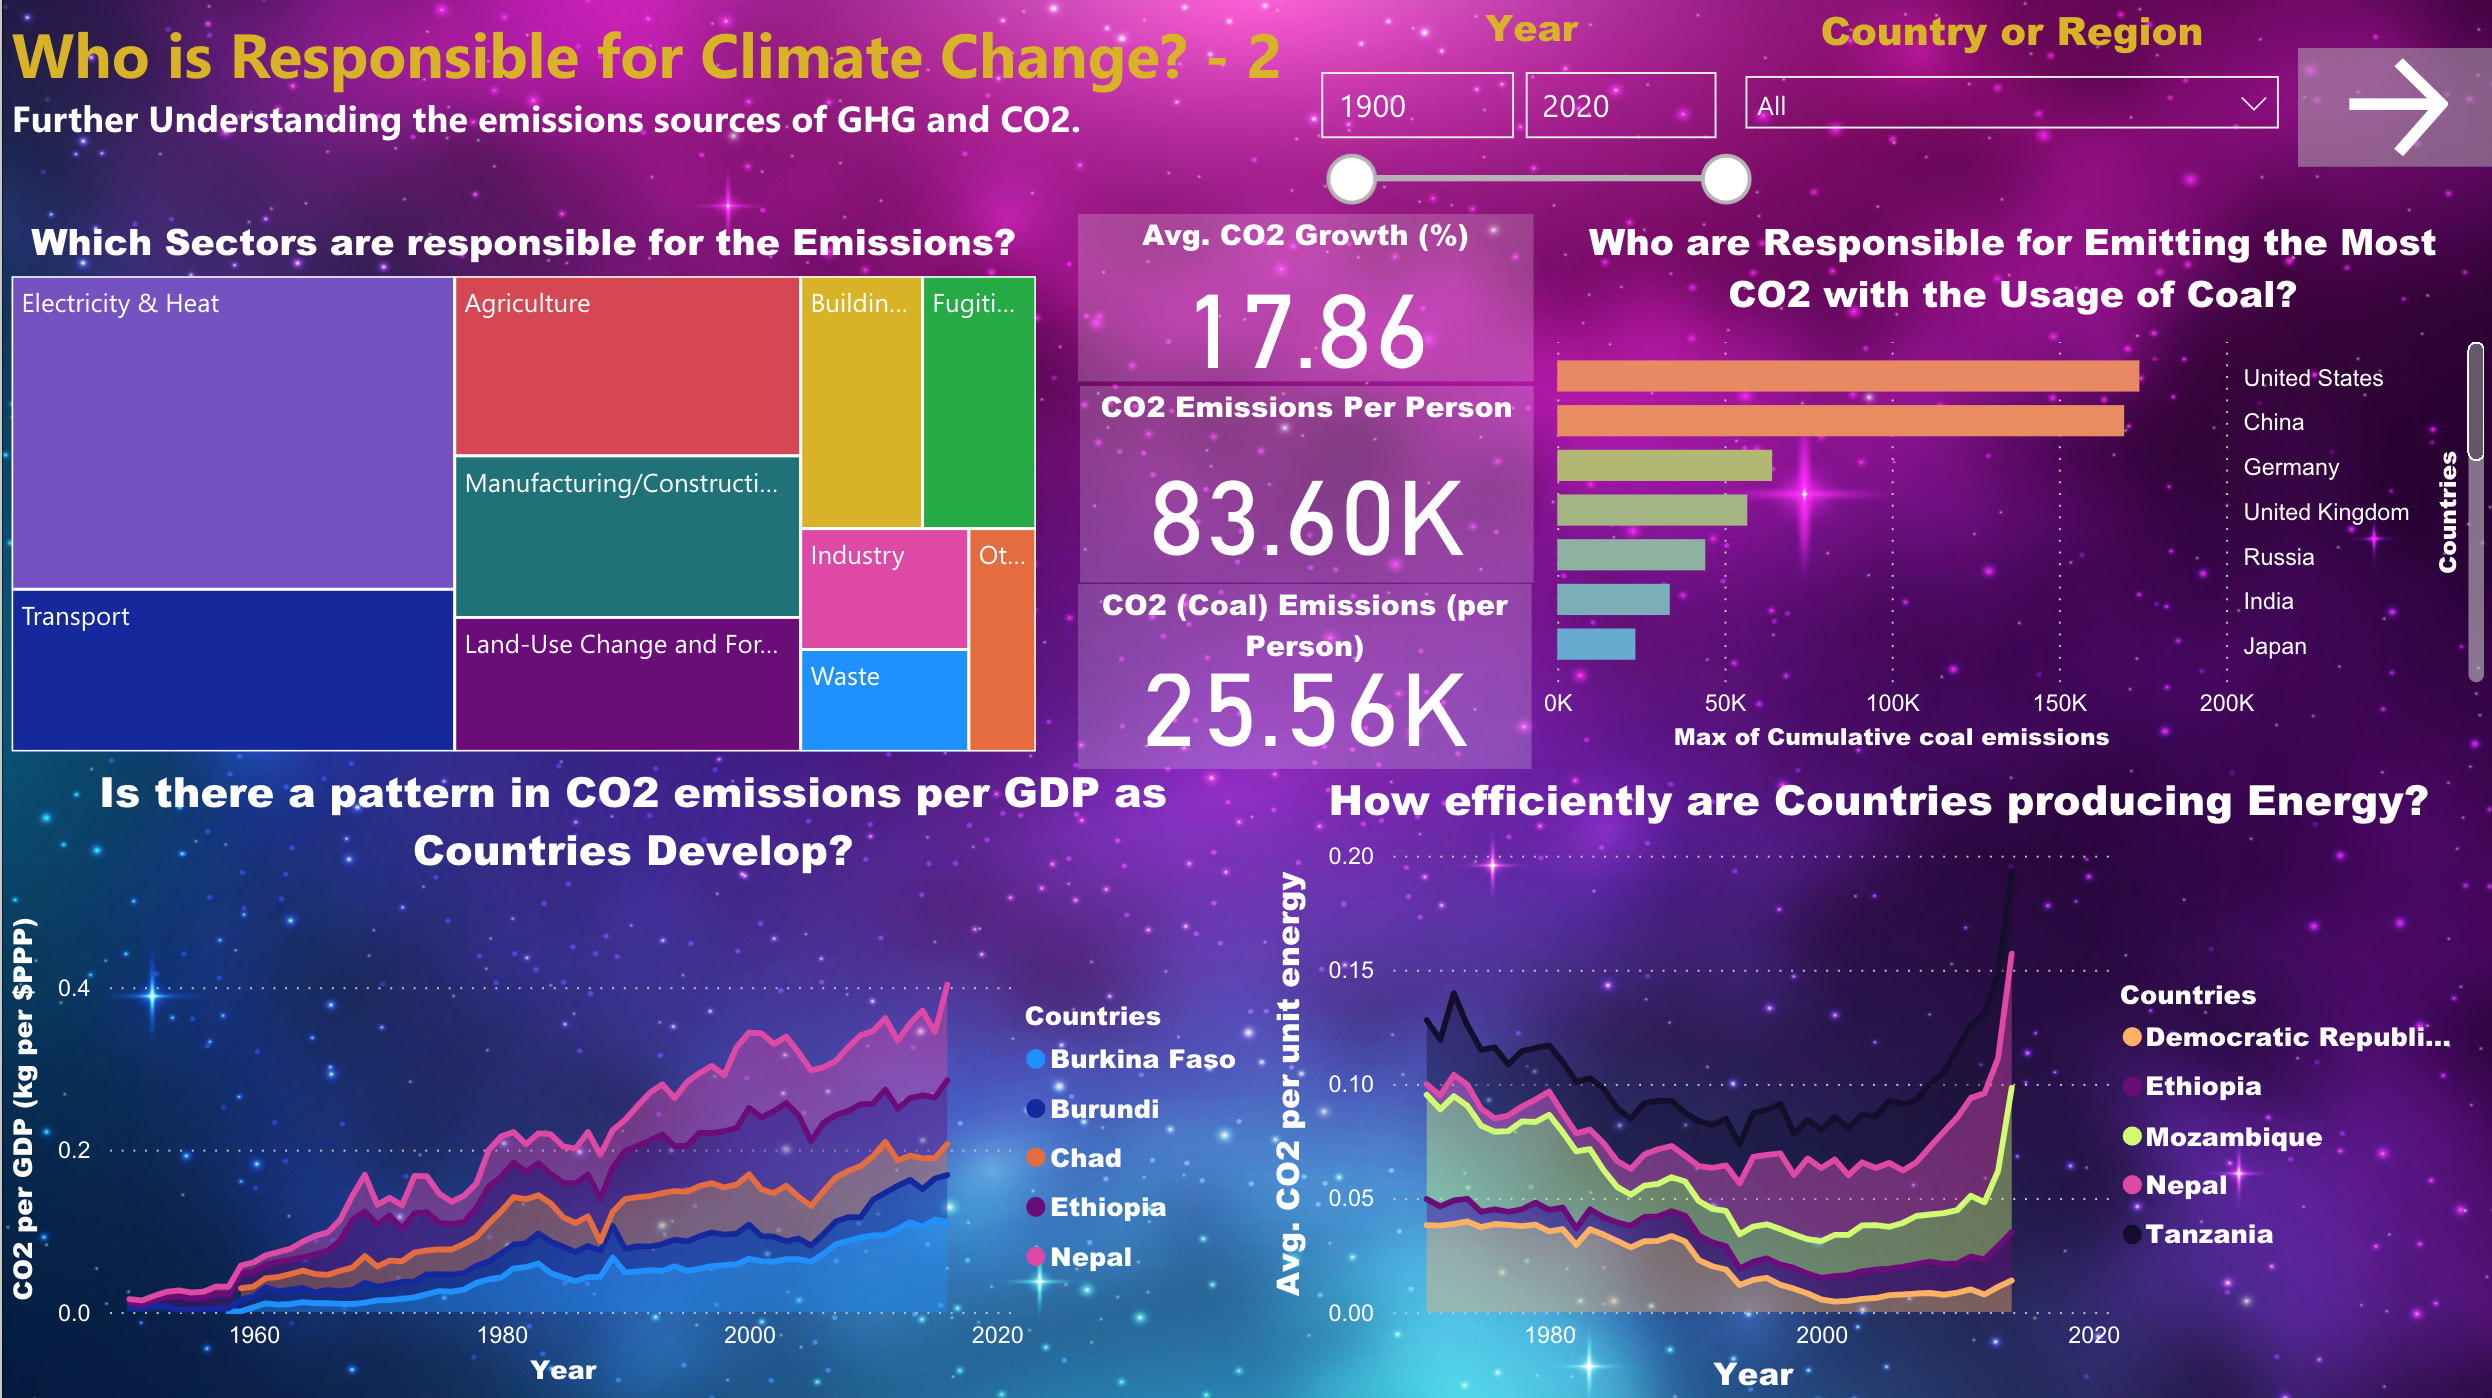 Who is Responsible for Climate Change? - 2
Further Understanding the emissions sources of GHG and CO2.
Year
1900
2020
Country or Region
All
Which Sectors are responsible for the Emissions?
Electricity & Heat
Transport
Agriculture
Manufacturing/Constructi...
Land-Use Change and For...
Buildin...
Fugiti...
Industry
Waste
Ot...
Avg. CO2 Growth (%)
17.86
CO2 Emissions Per Person
83.60K
CO2 (Coal) Emissions (per
Person)
25.56K
Who are Responsible for Emitting the Most
CO2 with the Usage of Coal?
United States
China
Germany
United Kingdom
Russia
India
Japan
Countries
0K
50K
100K
150K
200K
Max of Cumulative coal emissions
Is there a pattern in CO2 emissions per GDP as
Countries Develop?
CO2 per GDP (kg per $PPP)
0.4
0.2
0.0
1960
1980
2000
2020
Year
Countries
Burkina Faso
Burundi
Chad
Ethiopia
Nepal
How efficiently are Countries producing Energy?
Avg. CO2 per unit energy
0.20
0.15
0.10
0.05
0.00
1980
2000
2020
Year
Countries
Democratic Republi...
Ethiopia
Mozambique
Nepal
Tanzania